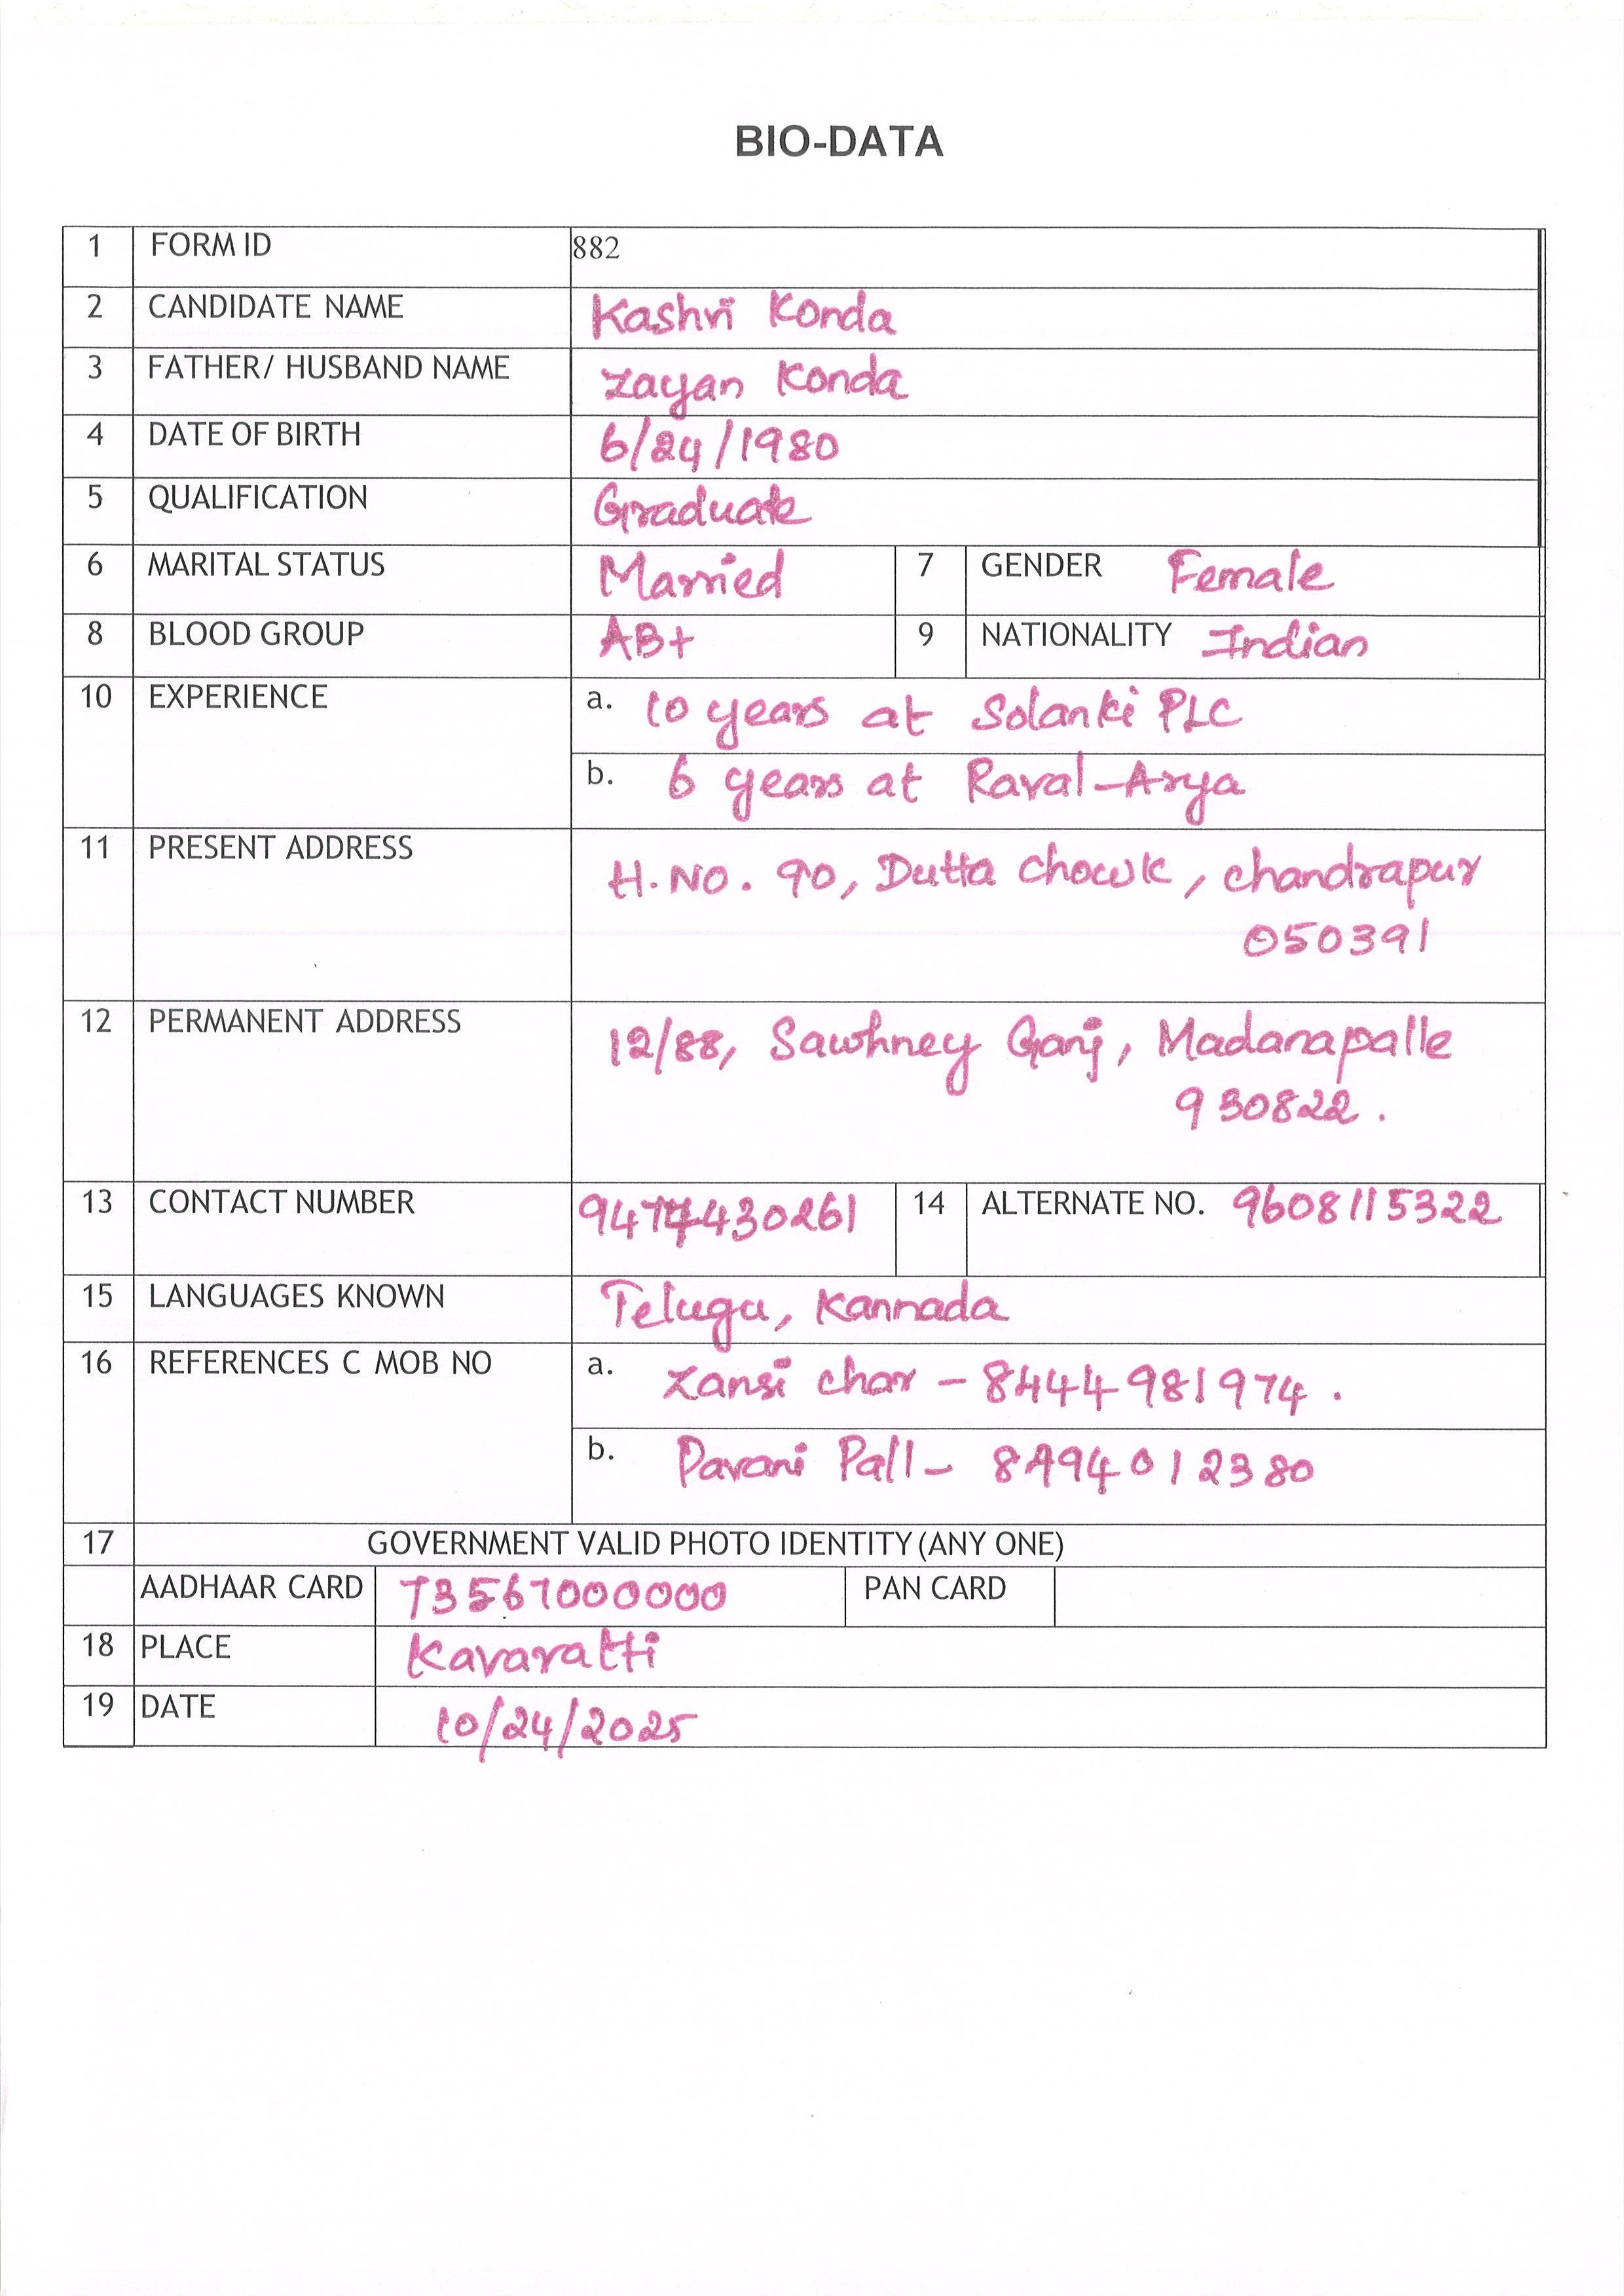 BIO-DATA
1 FORM ID 882
2 CANDIDATE NAME Kashvi Konda
3 FATHER/ HUSBAND NAME Zayan Konda
4 DATE OF BIRTH 6/24/1980
5 QUALIFICATION Graduate
6 MARITAL STATUS Married 7 GENDER Female
8 BLOOD GROUP AB+ 9 NATIONALITY Indian
10 EXPERIENCE a. 10 years at Solanki PLC
b. 6 years at Raval-Arya
11 PRESENT ADDRESS H.NO. 90, Dutta Chowk, Chandrapur
050391
12 PERMANENT ADDRESS 12/88, Sawhney Ganj, Madanapalle
930822.
13 CONTACT NUMBER 9477430261 14 ALTERNATE NO. 9608115322
15 LANGUAGES KNOWN Telugu, Kannada
16 REFERENCES C MOB NO a. Zansi Char - 8444981974.
b. Pavani Pall -
17 GOVERNMENT VALID PHOTO IDENTITY (ANY ONE)
AADHAAR CARD 73567000000 PAN CARD
18 PLACE Kavaratti
19 DATE 10/24/2025